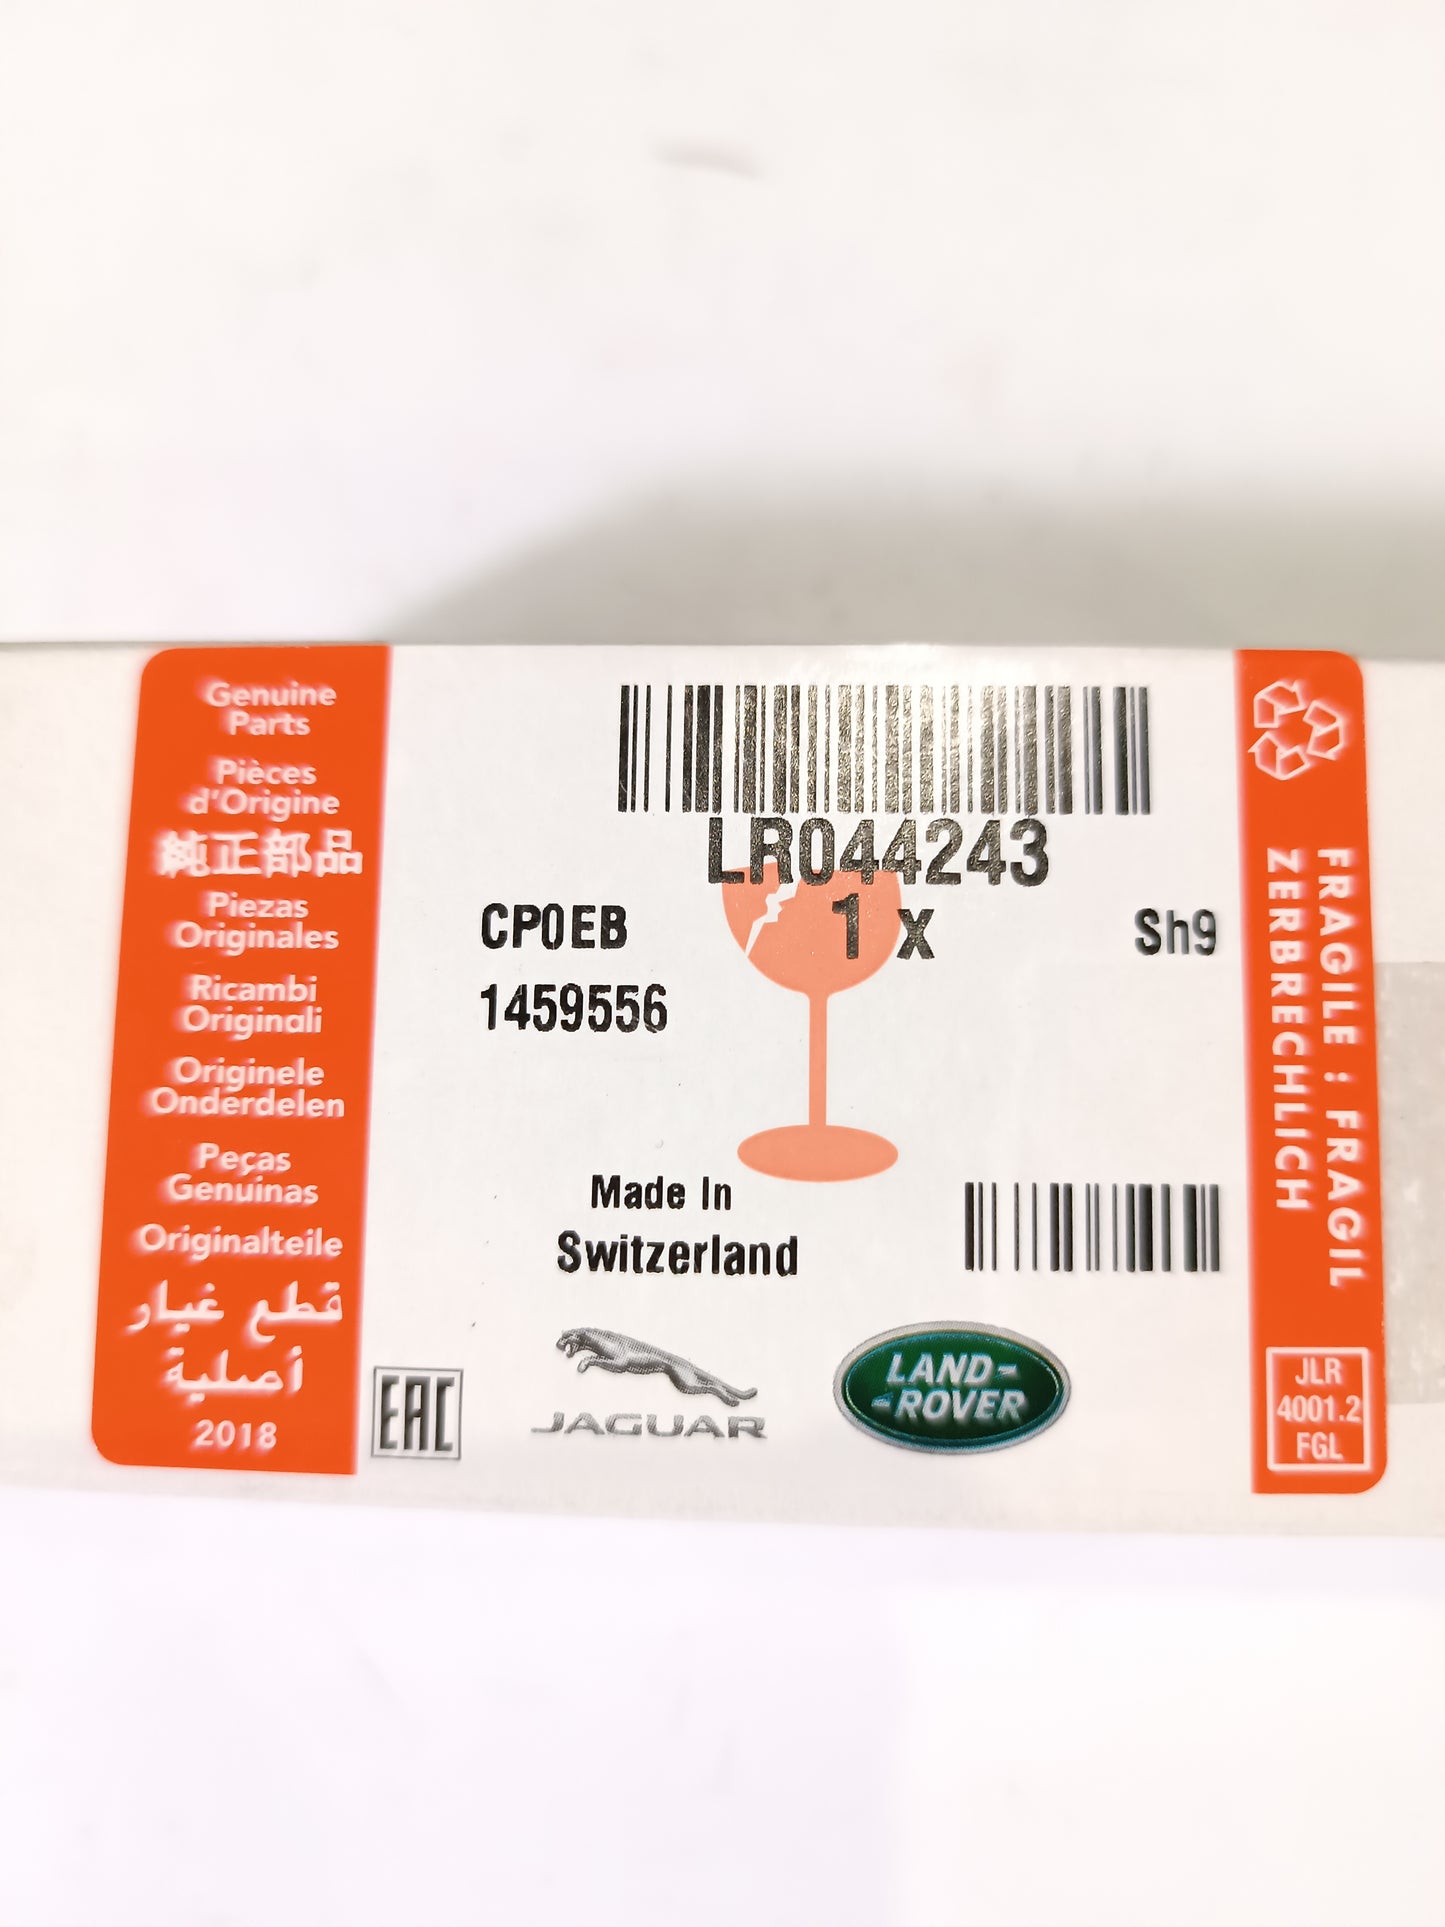 Genuine
Parts
Pièces
d'Origine
純正部品
Piezas
Originales
Ricambi
Originali
Originele
Onderdelen
Peças
Genuinas
Originalteile
قطع غيار
أصلية
2018
EAC
LR044243
CP0EB
1 x
Sh9
1459556
Made In
Switzerland
JAGUAR
LAND-
-ROVER
FRAGILE : FRAGIL
ZERBRECHLICH
JLR
4001.2
FGL